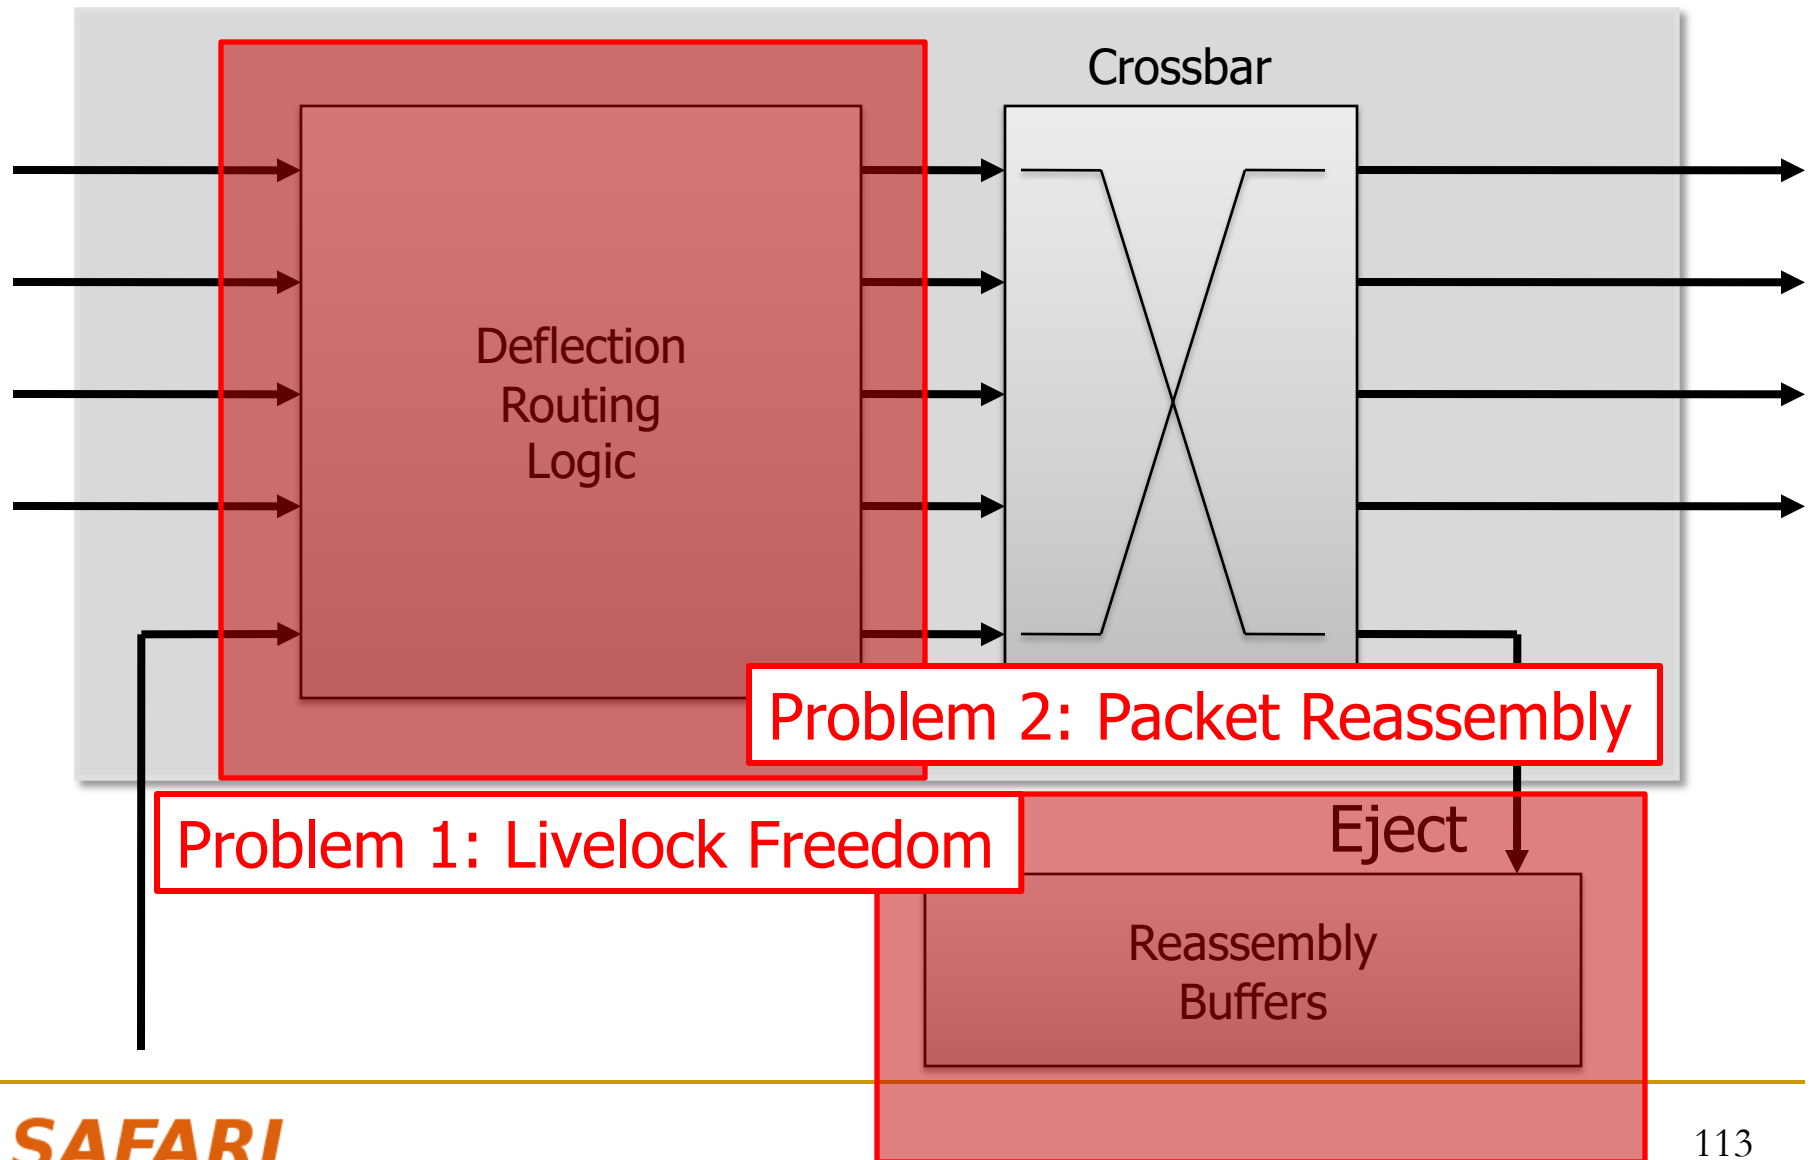 Crossbar
Deflection
Routing
Logic
Problem 2: Packet Reassembly
Problem 1: Livelock Freedom
Eject
Reassembly
Buffers
SAFARI
113